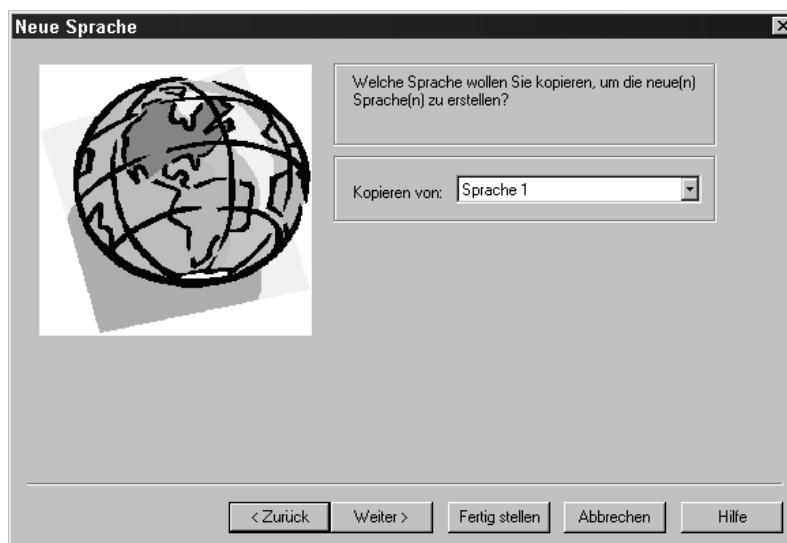 Neue Sprache
Welche Sprache wollen Sie kopieren, um die neue(n)
Sprache(n) zu erstellen?
Kopieren von: Sprache 1
< Zurück Weiter > Fertig stellen Abbrechen Hilfe